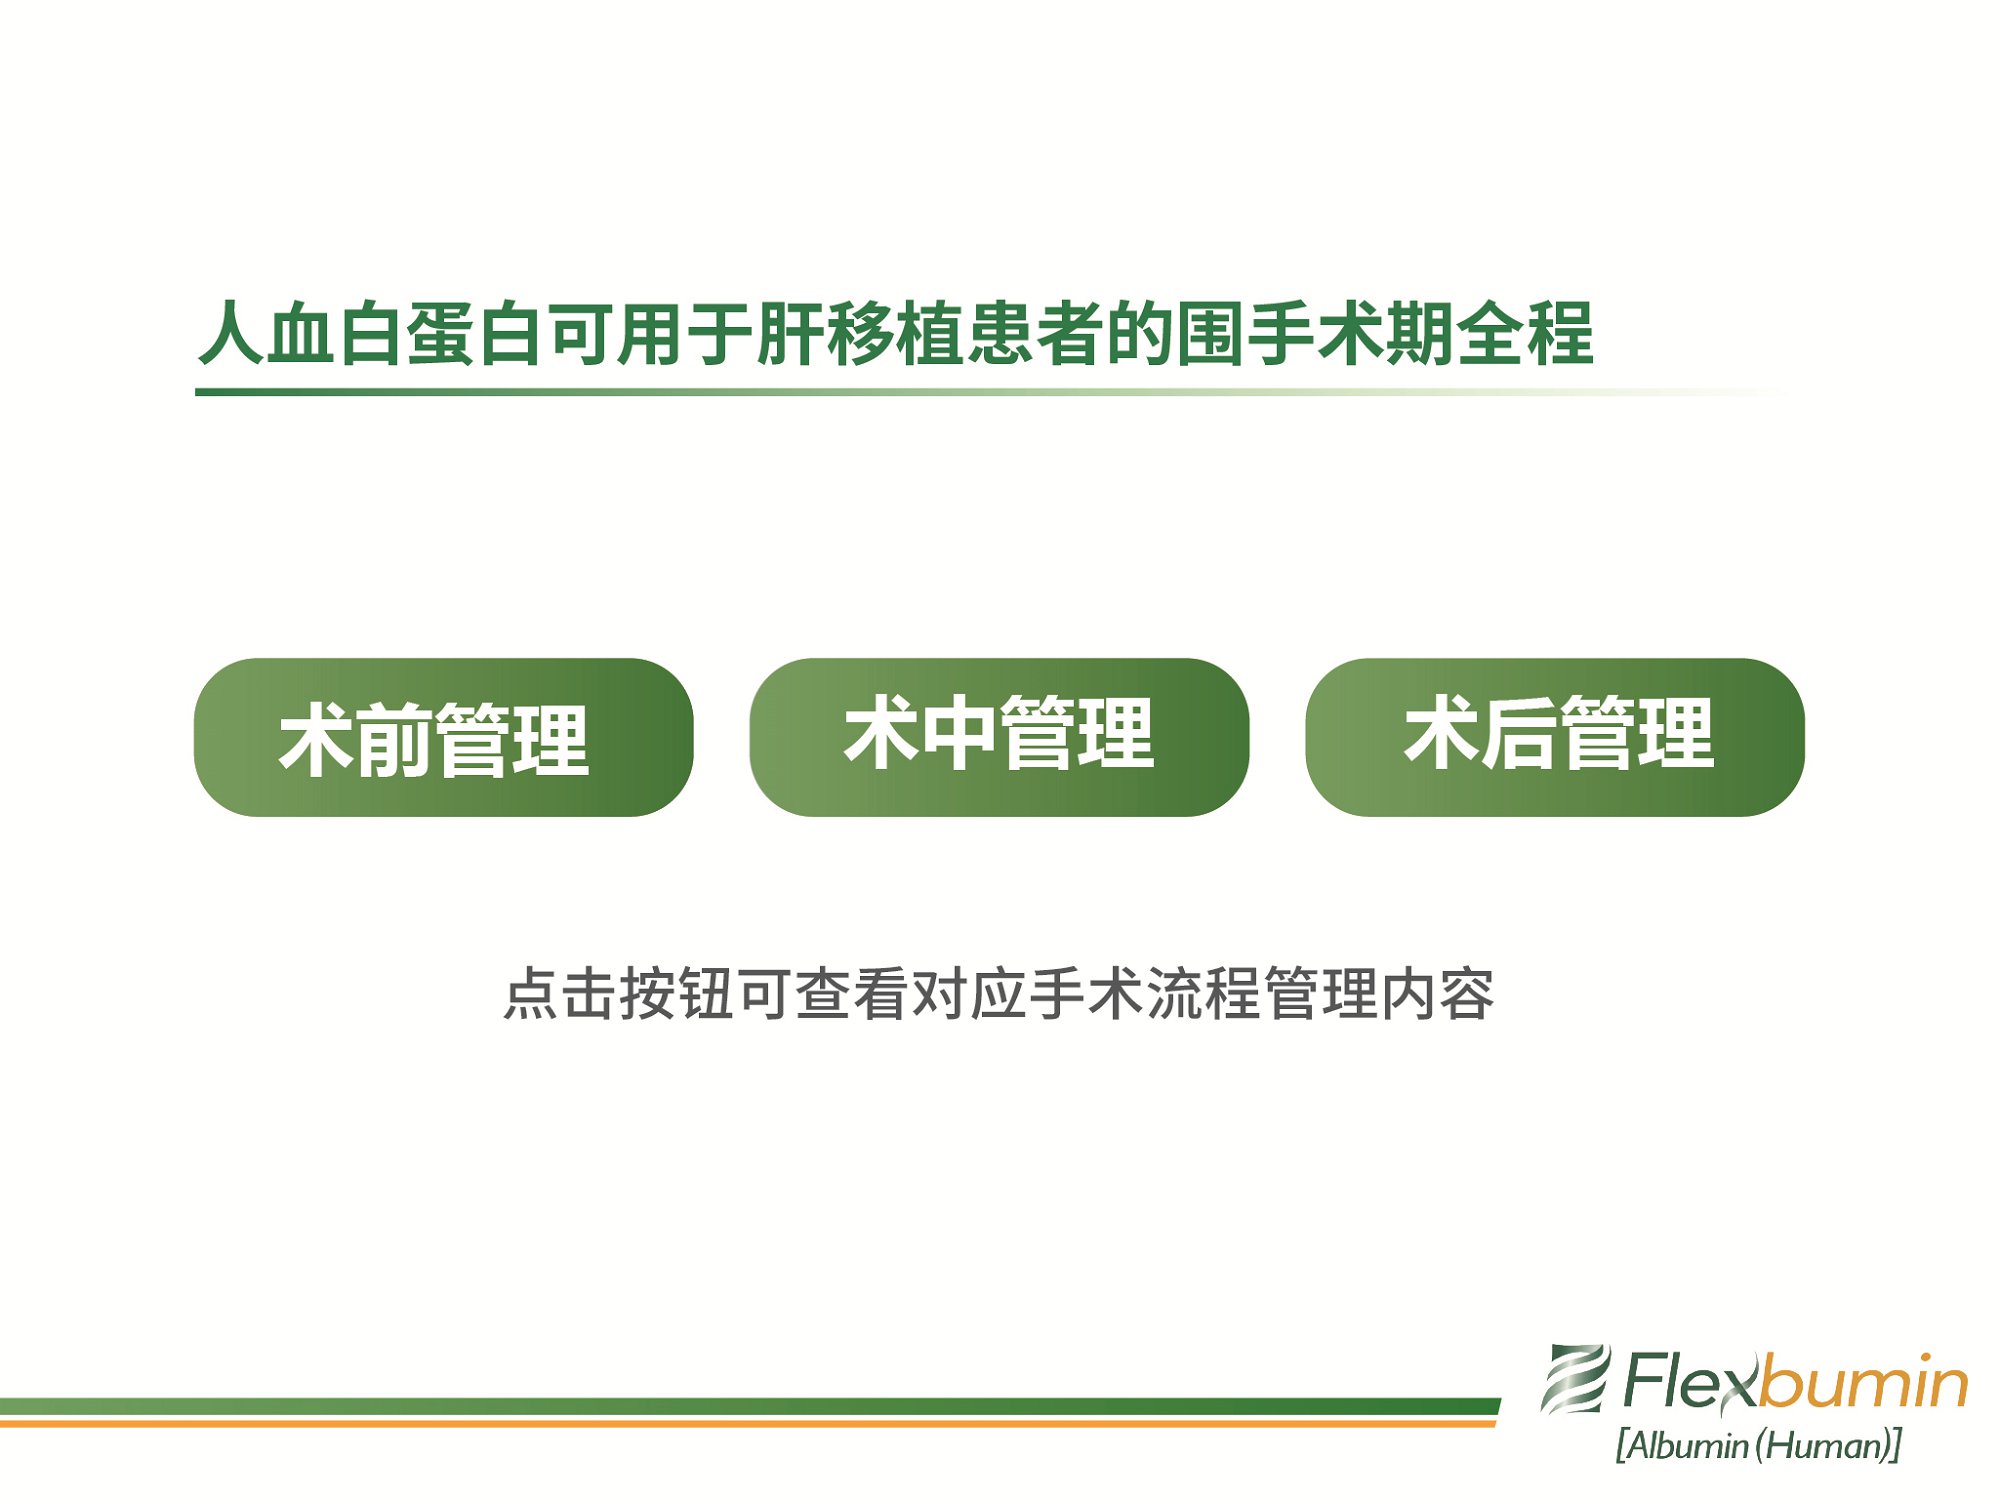 人血白蛋白可用于肝移植患者的围手术期全程
术前管理
术中管理
术后管理
点击按钮可查看对应手术流程管理内容
Flexbumin
[Albumin (Human)]